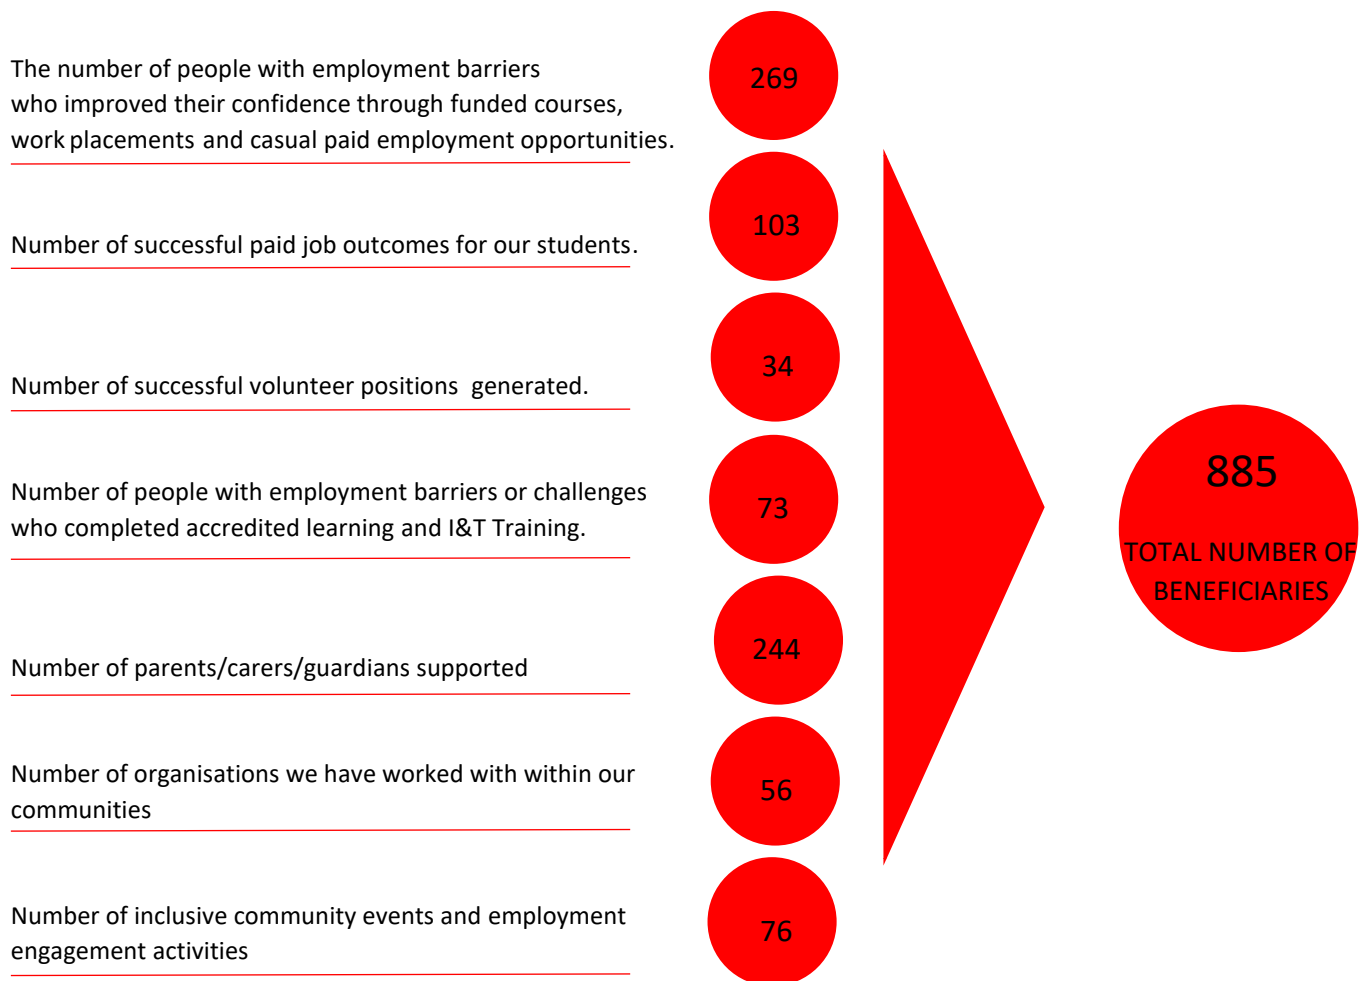 The number of people with employment barriers
who improved their confidence through funded courses,
work placements and casual paid employment opportunities.
269
Number of successful paid job outcomes for our students.
103
Number of successful volunteer positions  generated.
34
Number of people with employment barriers or challenges
who completed accredited learning and I&T Training.
73
Number of parents/carers/guardians supported
244
Number of organisations we have worked with within our
communities
56
Number of inclusive community events and employment
engagement activities
76
885
TOTAL NUMBER OF
BENEFICIARIES